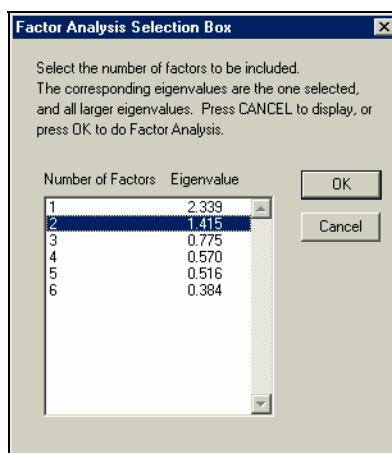 Factor Analysis Selection Box
Select the number of factors to be included.
The corresponding eigenvalues are the one selected,
and all larger eigenvalues. Press CANCEL to display, or
press OK to do Factor Analysis.
Number of Factors Eigenvalue
OK
1 2.339
2 1.415
Cancel
3 0.775
4 0.570
5 0.516
6 0.384